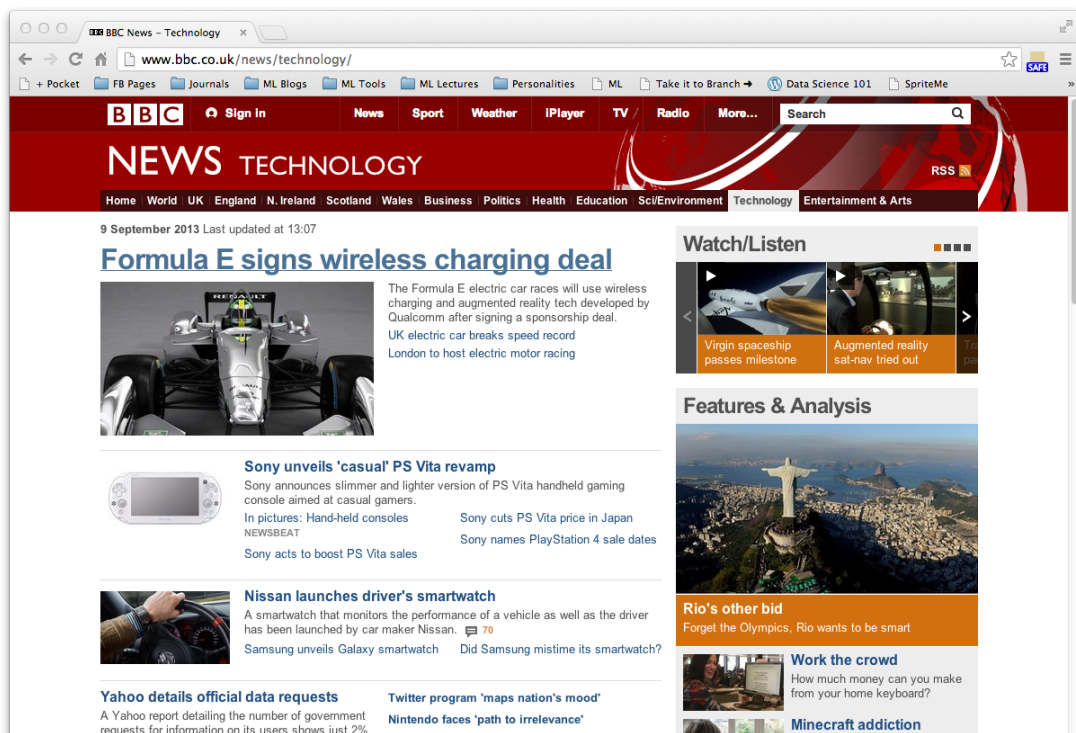 BBC News – Technology
www.bbc.co.uk/news/technology/
SAFE
+ Pocket FB Pages Journals ML Blogs ML Tools ML Lectures Personalities ML Take it to Branch → Data Science 101 SpriteMe »
BBC Sign in News Sport Weather iPlayer TV Radio More... Search
NEWS TECHNOLOGY
RSS
Home World UK England N. Ireland Scotland Wales Business Politics Health Education Sci/Environment Technology Entertainment & Arts
9 September 2013 Last updated at 13:07
Formula E signs wireless charging deal
RENAULT
The Formula E electric car races will use wireless
charging and augmented reality tech developed by
Qualcomm after signing a sponsorship deal.
UK electric car breaks speed record
London to host electric motor racing
Sony unveils 'casual' PS Vita revamp
Sony announces slimmer and lighter version of PS Vita handheld gaming
console aimed at casual gamers.
In pictures: Hand-held consoles
NEWSBEAT
Sony acts to boost PS Vita sales
Sony cuts PS Vita price in Japan
Sony names PlayStation 4 sale dates
Nissan launches driver's smartwatch
A smartwatch that monitors the performance of a vehicle as well as the driver
has been launched by car maker Nissan. 70
Samsung unveils Galaxy smartwatch
Did Samsung mistime its smartwatch?
Yahoo details official data requests
A Yahoo report detailing the number of government
requests for information on its users shows just 2%
Twitter program 'maps nation's mood'
Nintendo faces 'path to irrelevance'
Watch/Listen
Virgin spaceship
passes milestone
Augmented reality
sat-nav tried out
Features & Analysis
Rio's other bid
Forget the Olympics, Rio wants to be smart
Work the crowd
How much money can you make
from your home keyboard?
Minecraft addiction